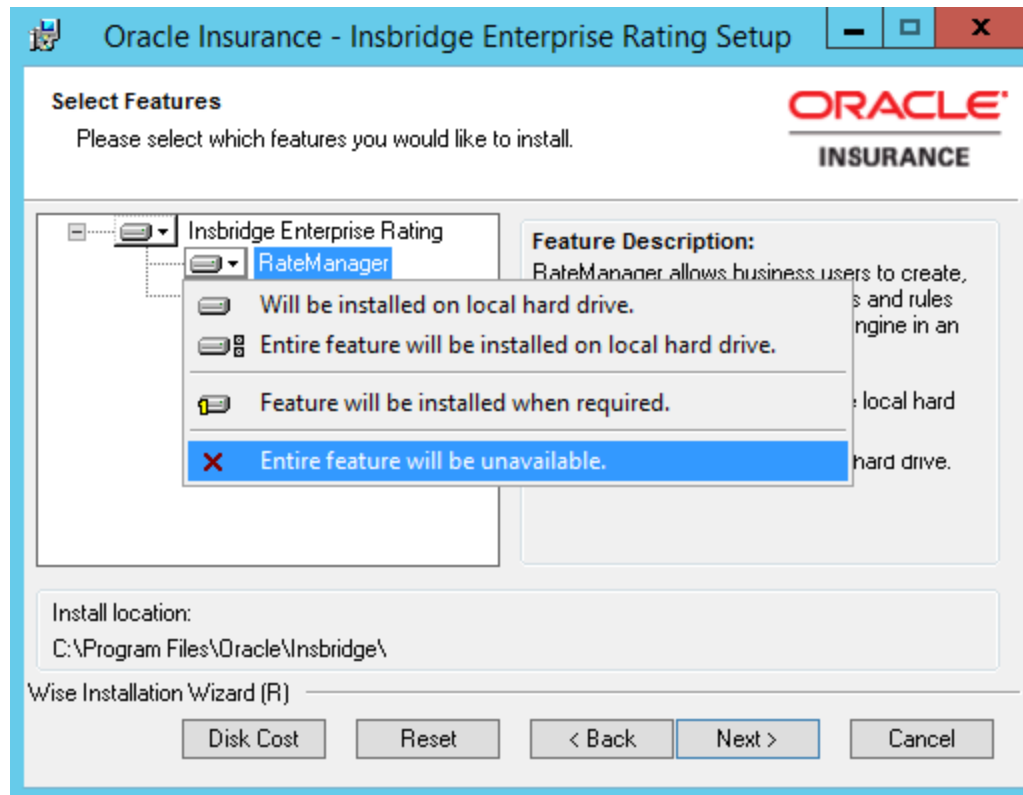 Oracle Insurance - Insbridge Enterprise Rating Setup
Select Features
Please select which features you would like to install.
ORACLE
INSURANCE
Insbridge Enterprise Rating
RateManager
Feature Description:
RateManager allows business users to create,
s and rules
ngine in an
local hard
hard drive.
Will be installed on local hard drive.
Entire feature will be installed on local hard drive.
Feature will be installed when required.
Entire feature will be unavailable.
Install location:
C:\Program Files\Oracle\Insbridge\
Wise Installation Wizard (R)
Disk Cost
Reset
< Back
Next >
Cancel